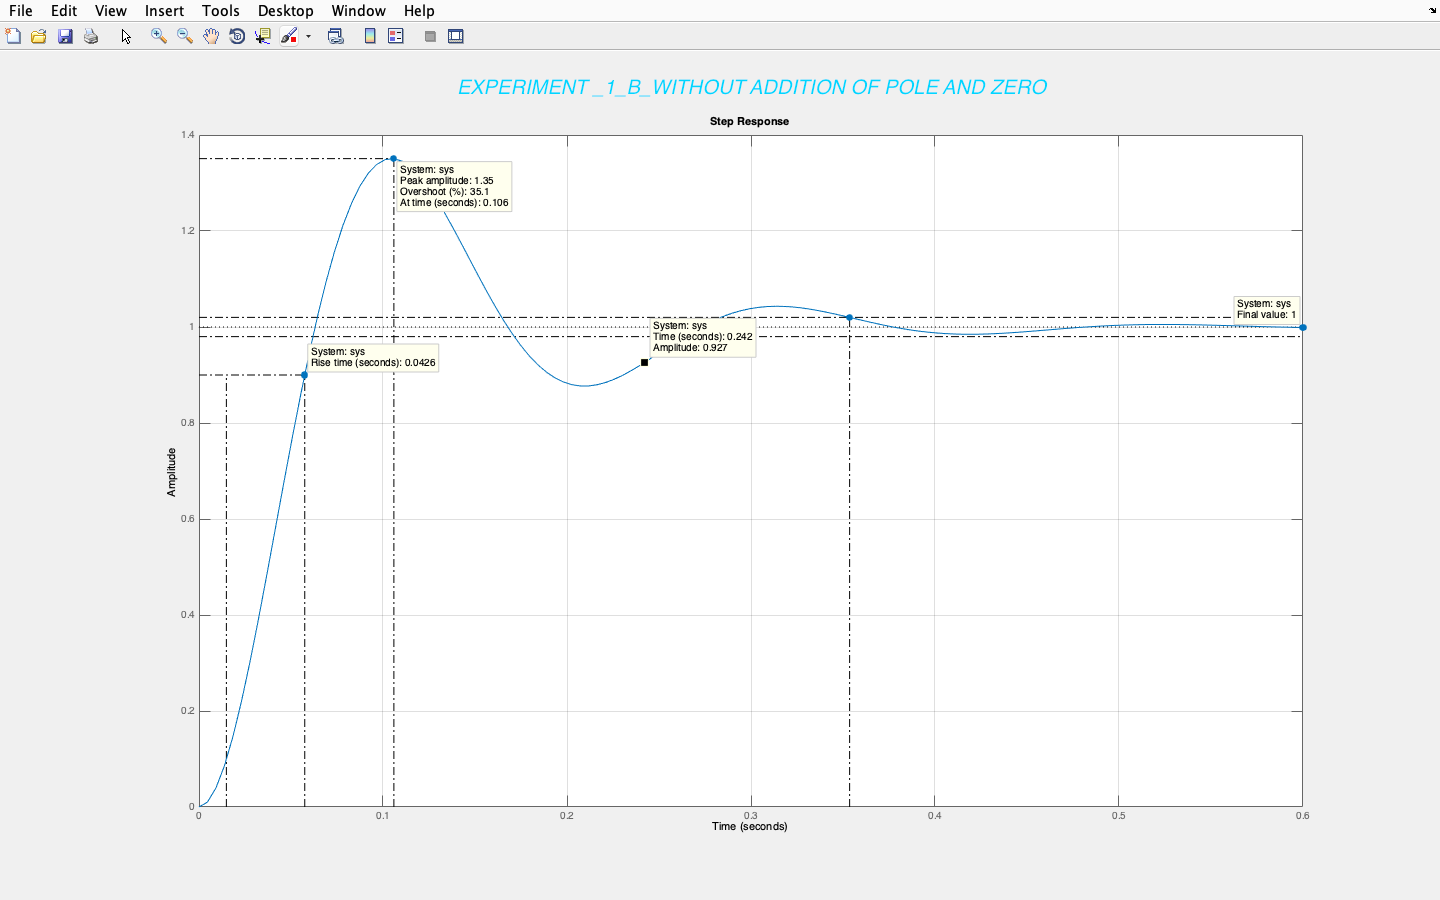 File Edit View Insert Tools Desktop Window Help
EXPERIMENT _1_B_WITHOUT ADDITION OF POLE AND ZERO
Step Response
1.4
System: sys
Peak amplitude: 1.35
Overshoot (%): 35.1
At time (seconds): 0.106
1.2
System: sys
Final value: 1
1
System: sys
Time (seconds): 0.242
Amplitude: 0.927
System: sys
Rise time (seconds): 0.0426
0.8
Amplitude
0.6
0.4
0.2
0
0 0.1 0.2 0.3 0.4 0.5 0.6
Time (seconds)